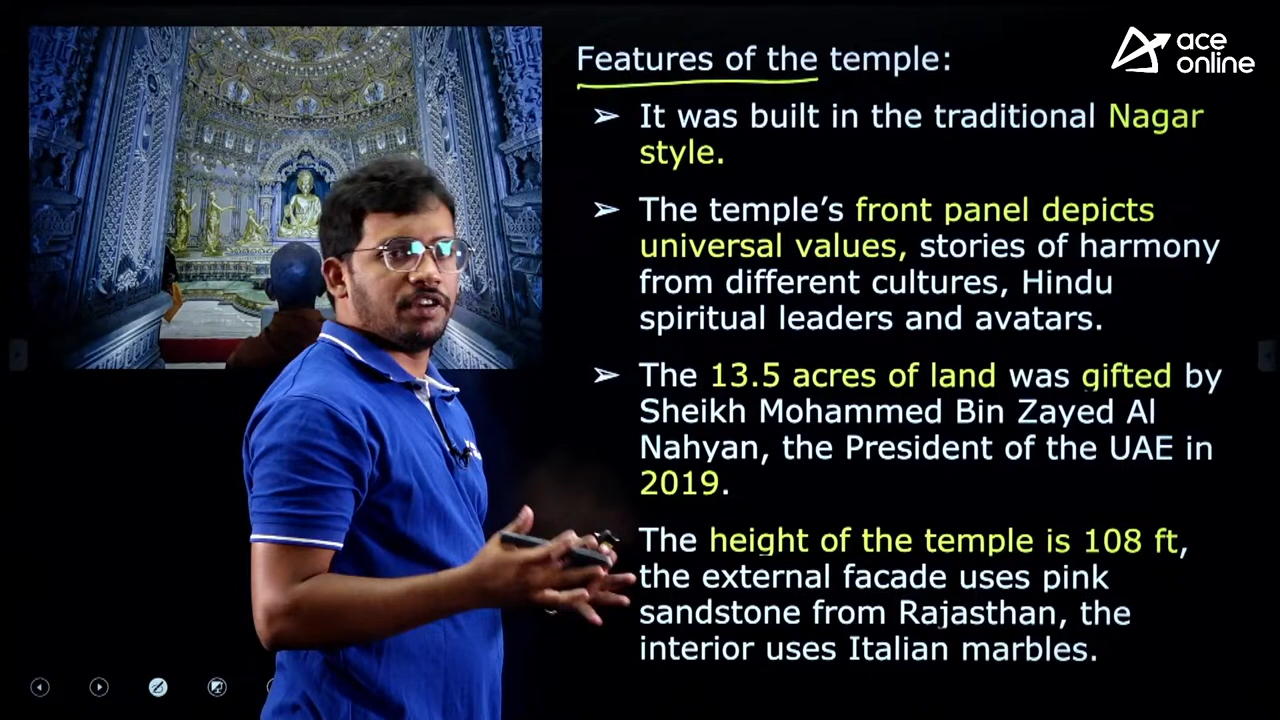 ace
online
Features of the temple:
➢ It was built in the traditional Nagar
style.
➢ The temple’s front panel depicts
universal values, stories of harmony
from different cultures, Hindu
spiritual leaders and avatars.
➢ The 13.5 acres of land was gifted by
Sheikh Mohammed Bin Zayed Al
Nahyan, the President of the UAE in
2019.
The height of the temple is 108 ft,
the external facade uses pink
sandstone from Rajasthan, the
interior uses Italian marbles.